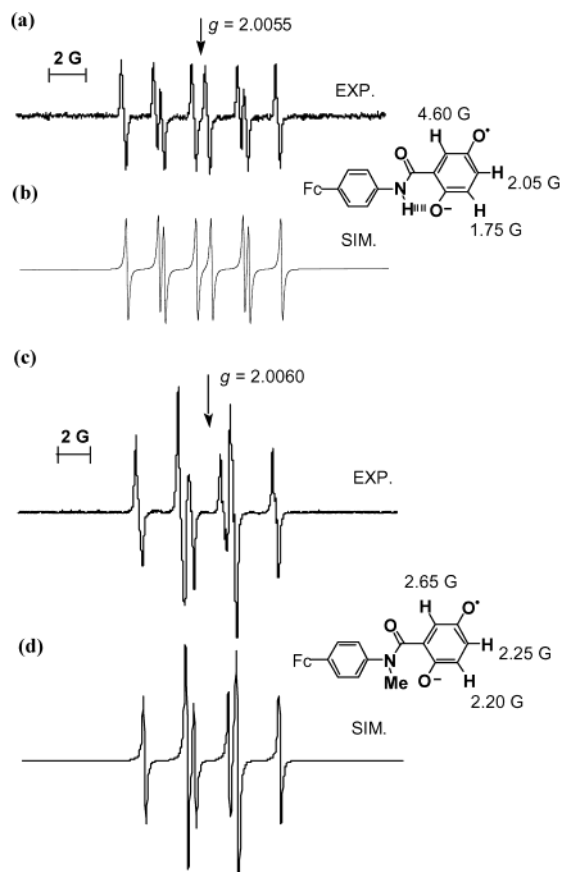 (a)
g = 2.0055
2 G
EXP.
4.60 G
O•
H
O
H
2.05 G
Fc
N
H
O−
H
1.75 G
(b)
SIM.
(c)
g = 2.0060
2 G
EXP.
2.65 G
O•
H
O
H
2.25 G
Fc
N
O−
H
Me
2.20 G
(d)
SIM.